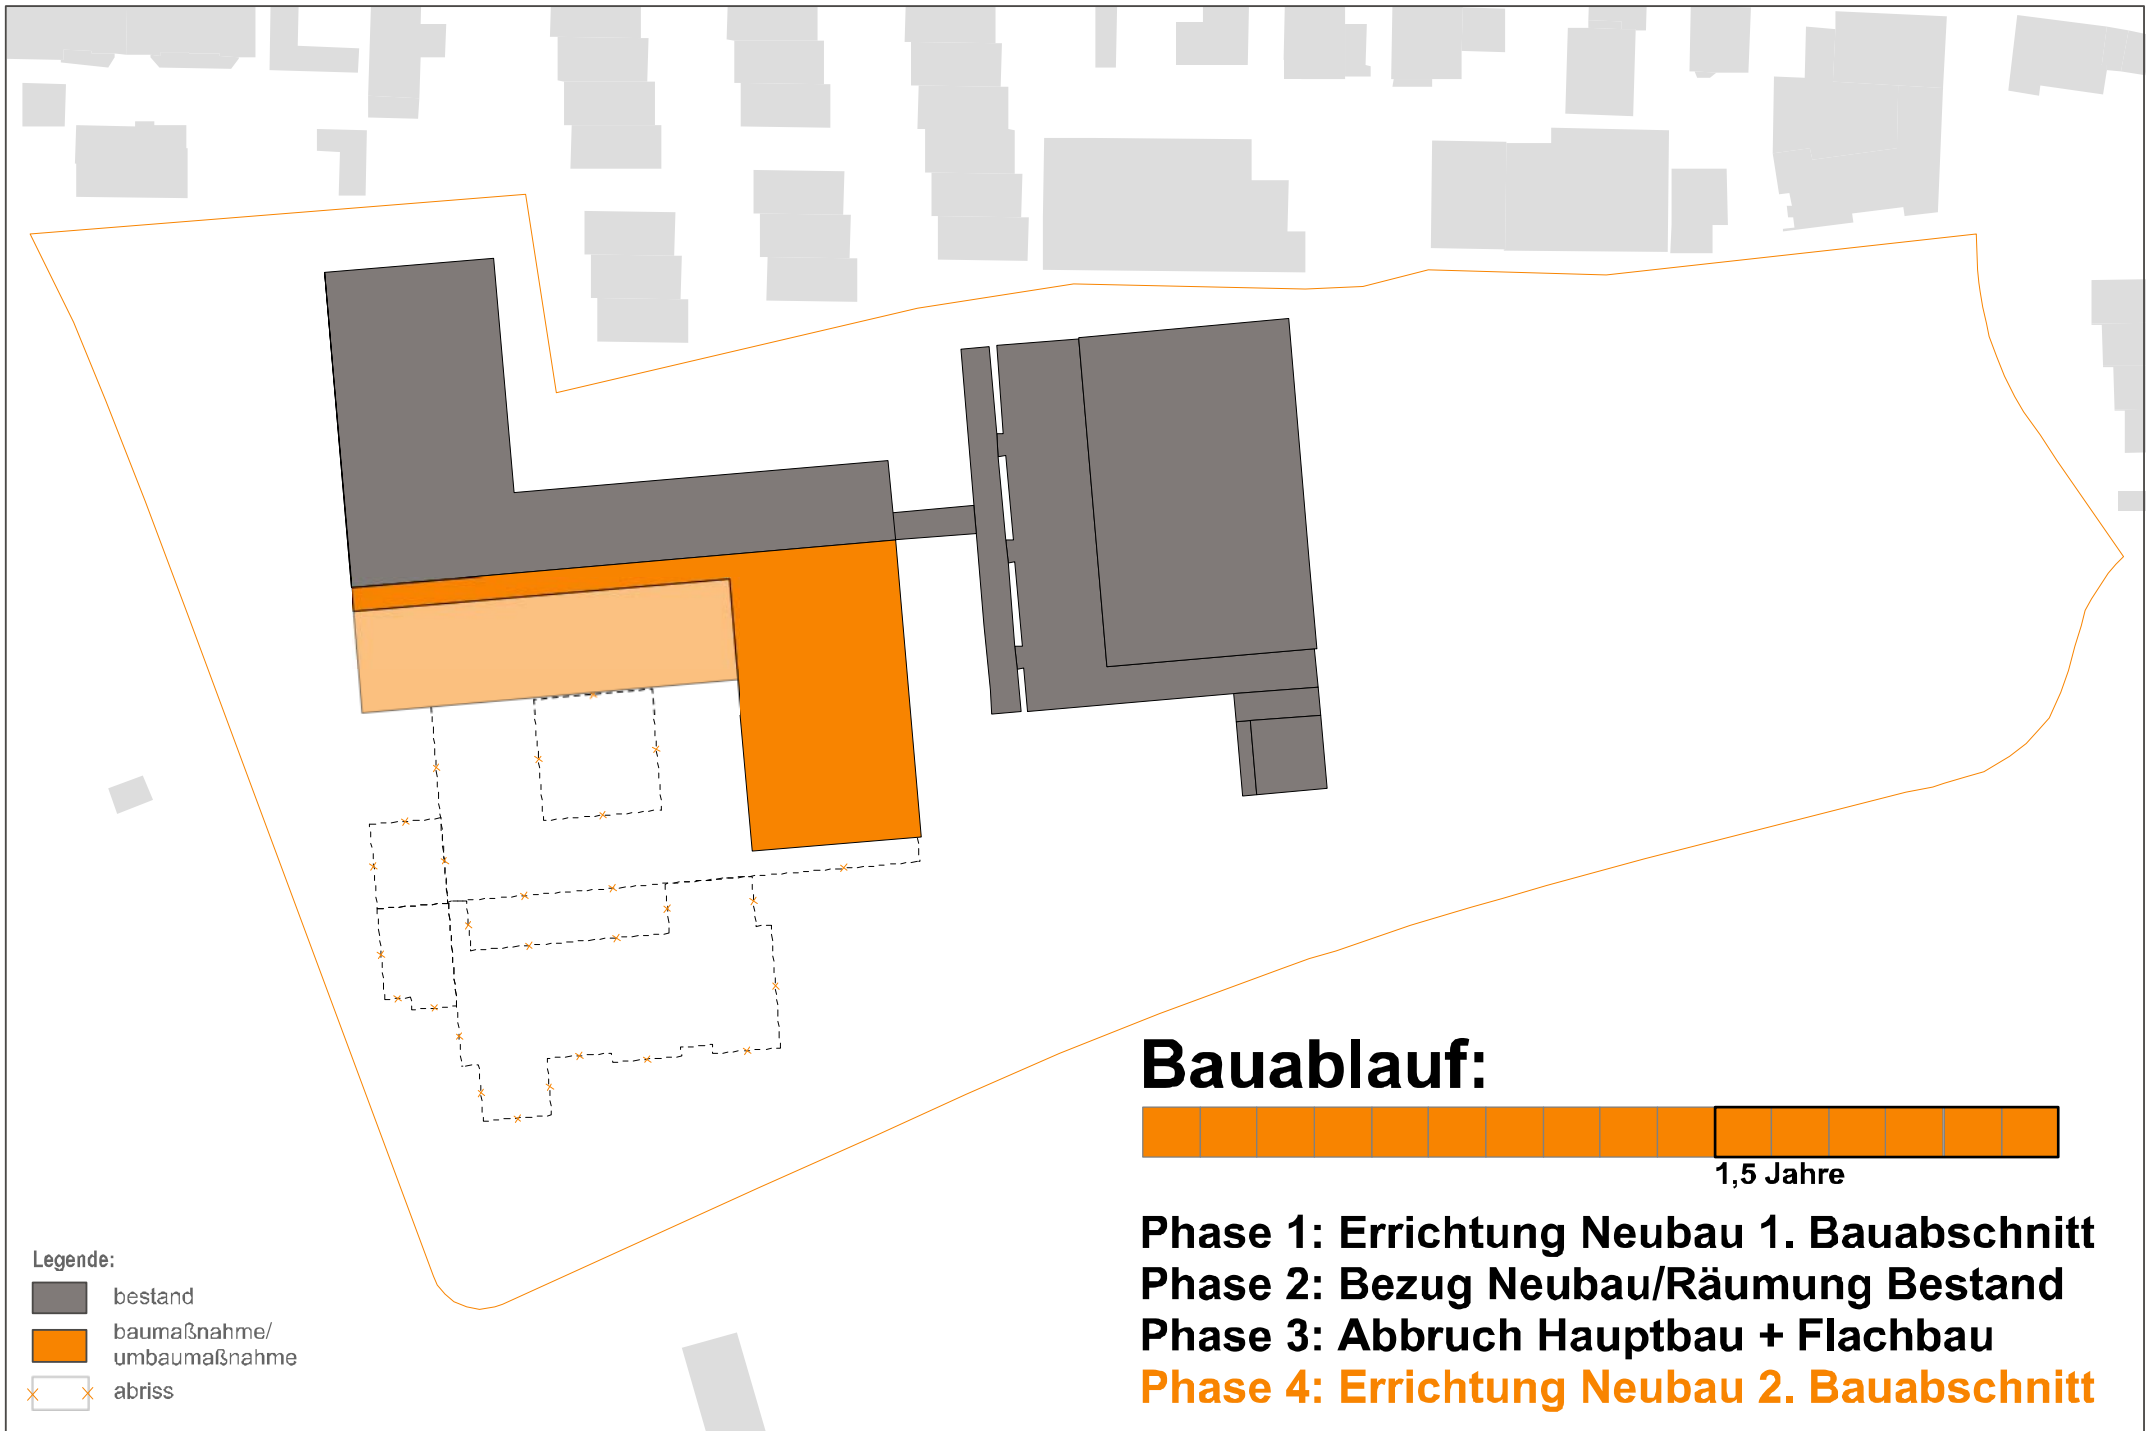 Bauablauf:
1,5 Jahre
Phase 1: Errichtung Neubau 1. Bauabschnitt
Phase 2: Bezug Neubau/Räumung Bestand
Phase 3: Abbruch Hauptbau + Flachbau
Phase 4: Errichtung Neubau 2. Bauabschnitt
Legende:
bestand
baumaßnahme/
umbaumaßnahme
abriss